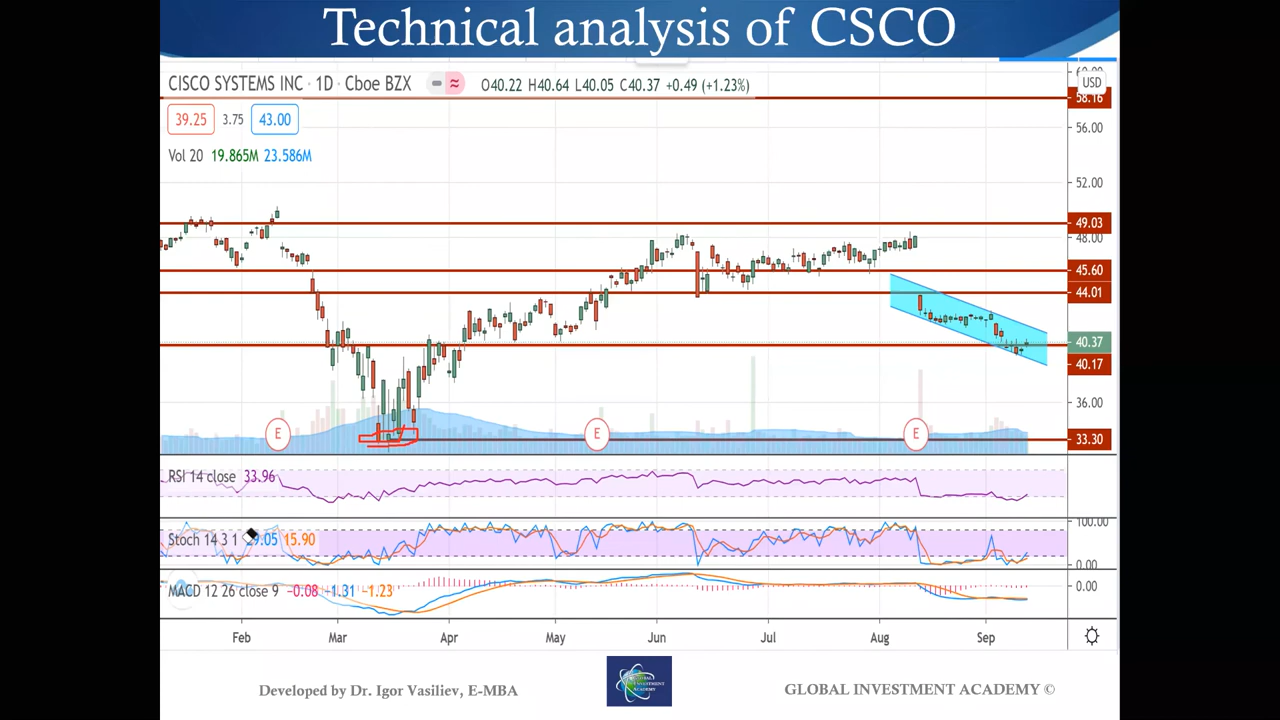 Technical analysis of CSCO
CISCO SYSTEMS INC · 1D · Cboe BZX O40.22 H40.64 L40.05 C40.37 +0.49 (+1.23%)
USD
58.16
39.25 3.75 43.00
56.00
Vol 20 19.865M 23.586M
52.00
49.03
48.00
45.60
44.01
40.37
40.17
36.00
E E E
33.30
RSI 14 close 33.96
100.00
Stoch 14 3 1 15.90
0.00
MACD 12 26 close 9 −0.08 −1.31 −1.23
0.00
Feb Mar Apr May Jun Jul Aug Sep
Developed by Dr. Igor Vasiliev, E-MBA
GLOBAL INVESTMENT ACADEMY ©